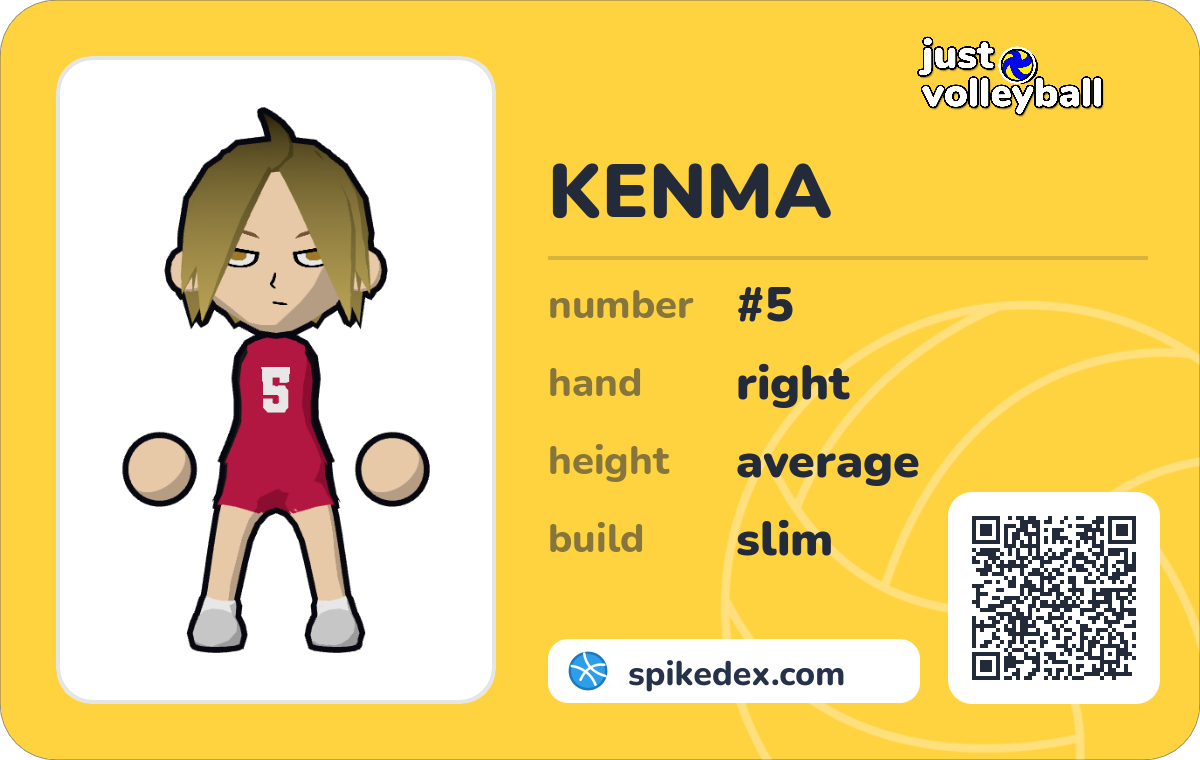 just
volleyball
KENMA
number #5
hand right
height average
build slim
5
spikedex.com